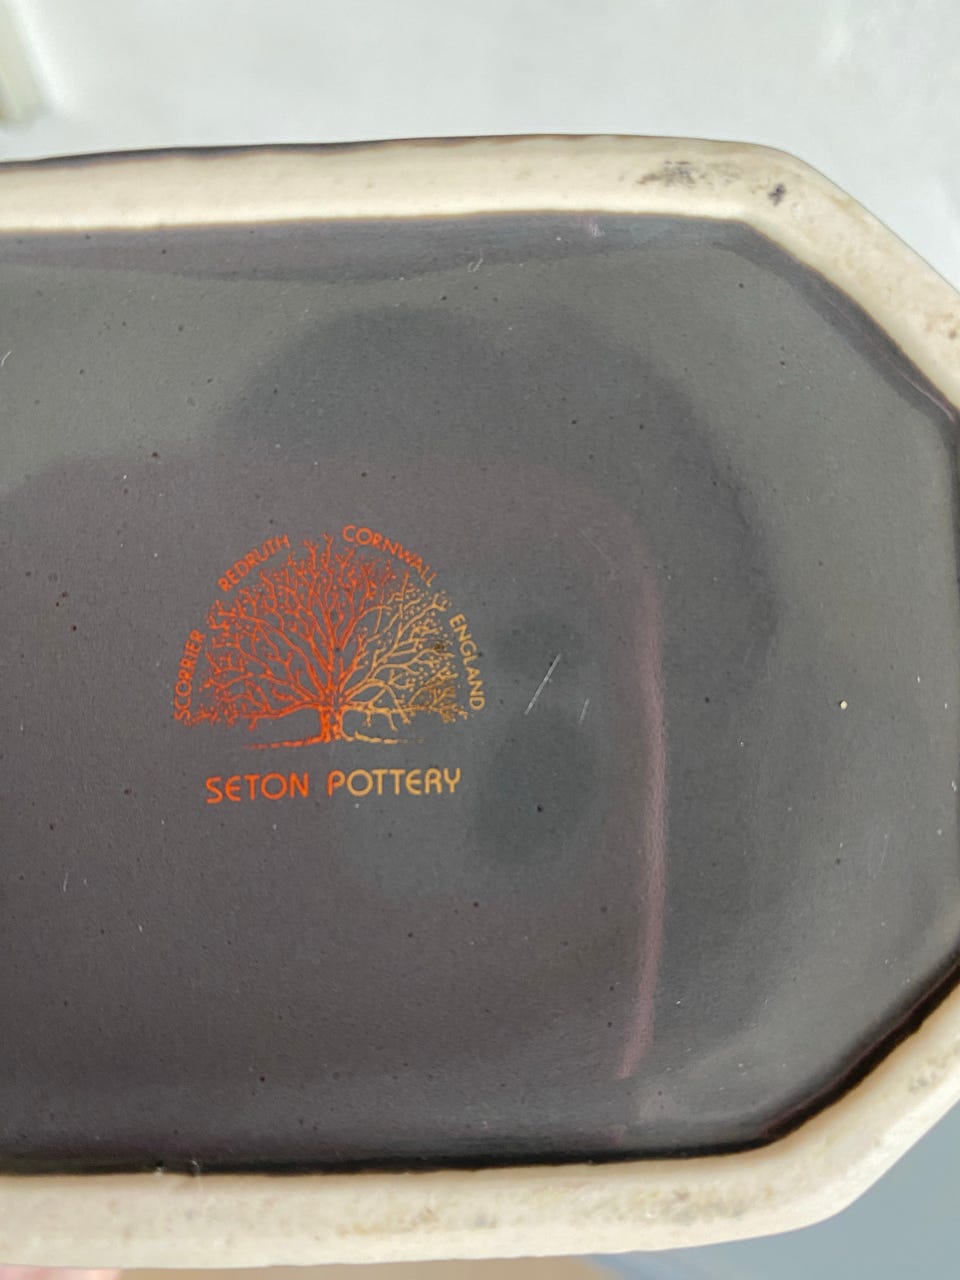 SCORRIER REDRUTH CORNWALL ENGLAND
SETON POTTERY